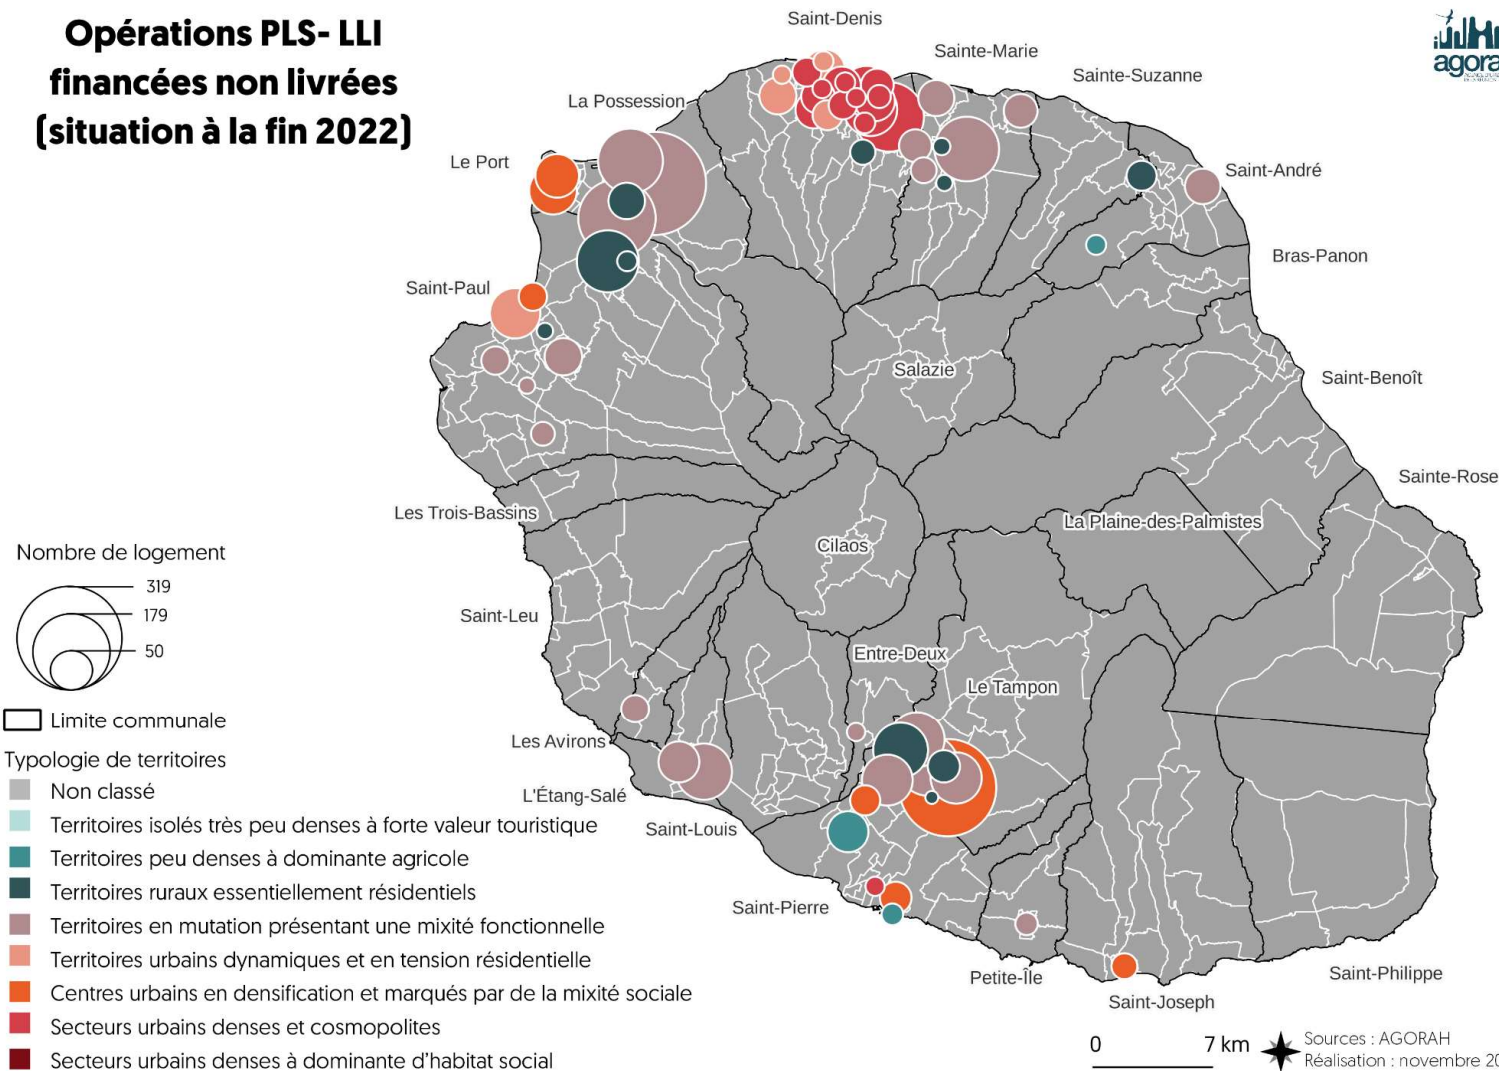 Opérations PLS- LLI
financées non livrées
(situation à la fin 2022)
agora
Saint-Denis
Sainte-Marie
Sainte-Suzanne
La Possession
Le Port
Saint-André
Bras-Panon
Saint-Paul
Salazie
Saint-Benoît
Sainte-Rose
Les Trois-Bassins
La Plaine-des-Palmistes
Cilaos
Nombre de logement
319
179
50
Saint-Leu
Entre-Deux
Le Tampon
Limite communale
Les Avirons
Typologie de territoires
Non classé
L'Étang-Salé
Territoires isolés très peu denses à forte valeur touristique
Saint-Louis
Territoires peu denses à dominante agricole
Territoires ruraux essentiellement résidentiels
Saint-Pierre
Territoires en mutation présentant une mixité fonctionnelle
Territoires urbains dynamiques et en tension résidentielle
Petite-Île
Saint-Philippe
Centres urbains en densification et marqués par de la mixité sociale
Saint-Joseph
Secteurs urbains denses et cosmopolites
Secteurs urbains denses à dominante d'habitat social
0 7 km
Sources : AGORAH
Réalisation : novembre 20